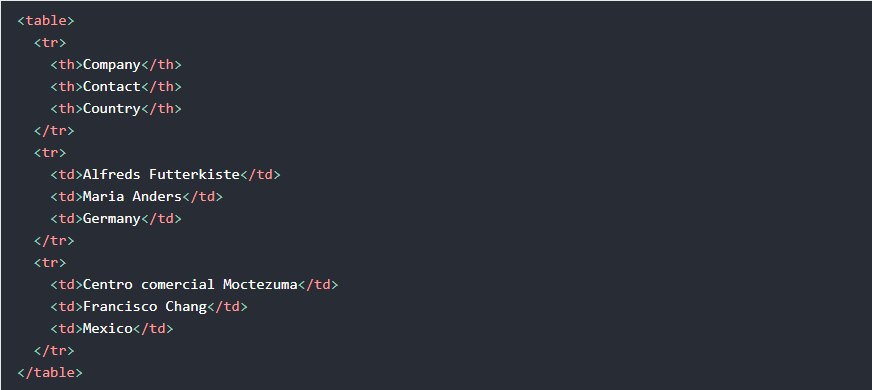 <table>
  <tr>
    <th>Company</th>
    <th>Contact</th>
    <th>Country</th>
  </tr>
  <tr>
    <td>Alfreds Futterkiste</td>
    <td>Maria Anders</td>
    <td>Germany</td>
  </tr>
  <tr>
    <td>Centro comercial Moctezuma</td>
    <td>Francisco Chang</td>
    <td>Mexico</td>
  </tr>
</table>